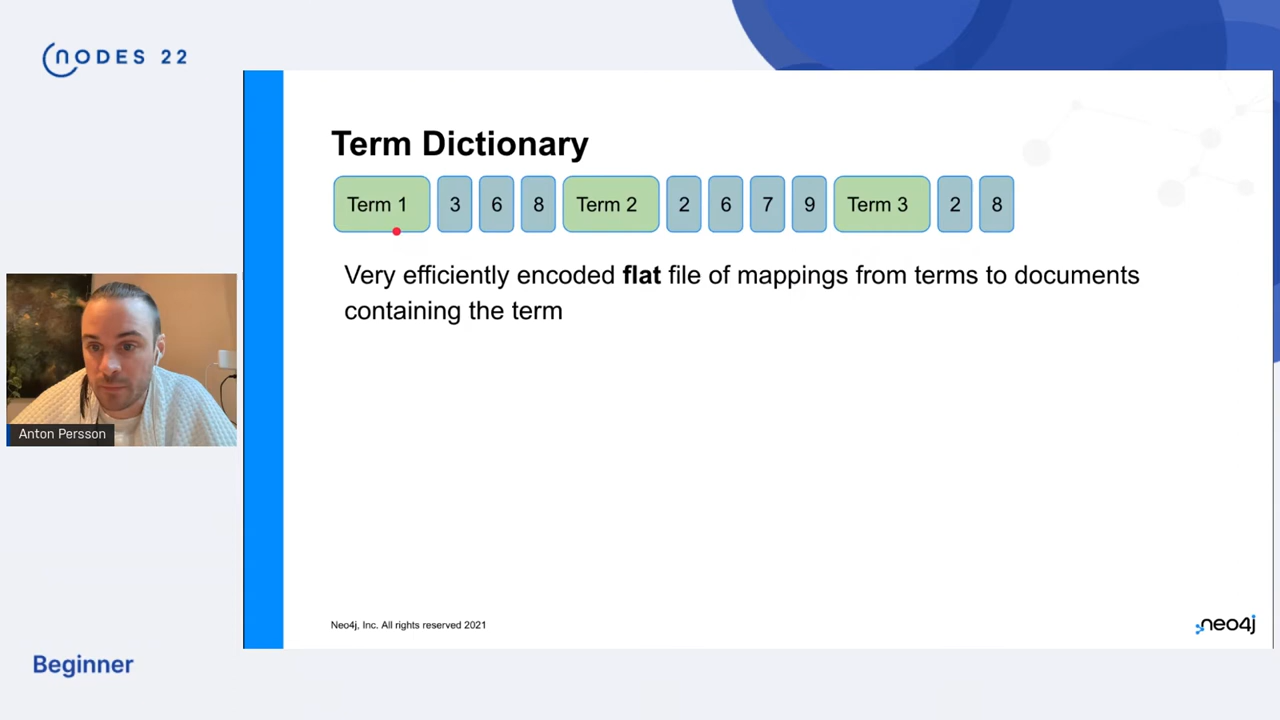 NODES 22
Term Dictionary
Term 1 3 6 8 Term 2 2 6 7 9 Term 3 2 8
Very efficiently encoded flat file of mappings from terms to documents
containing the term
Anton Persson
Neo4j, Inc. All rights reserved 2021
neo4j
Beginner